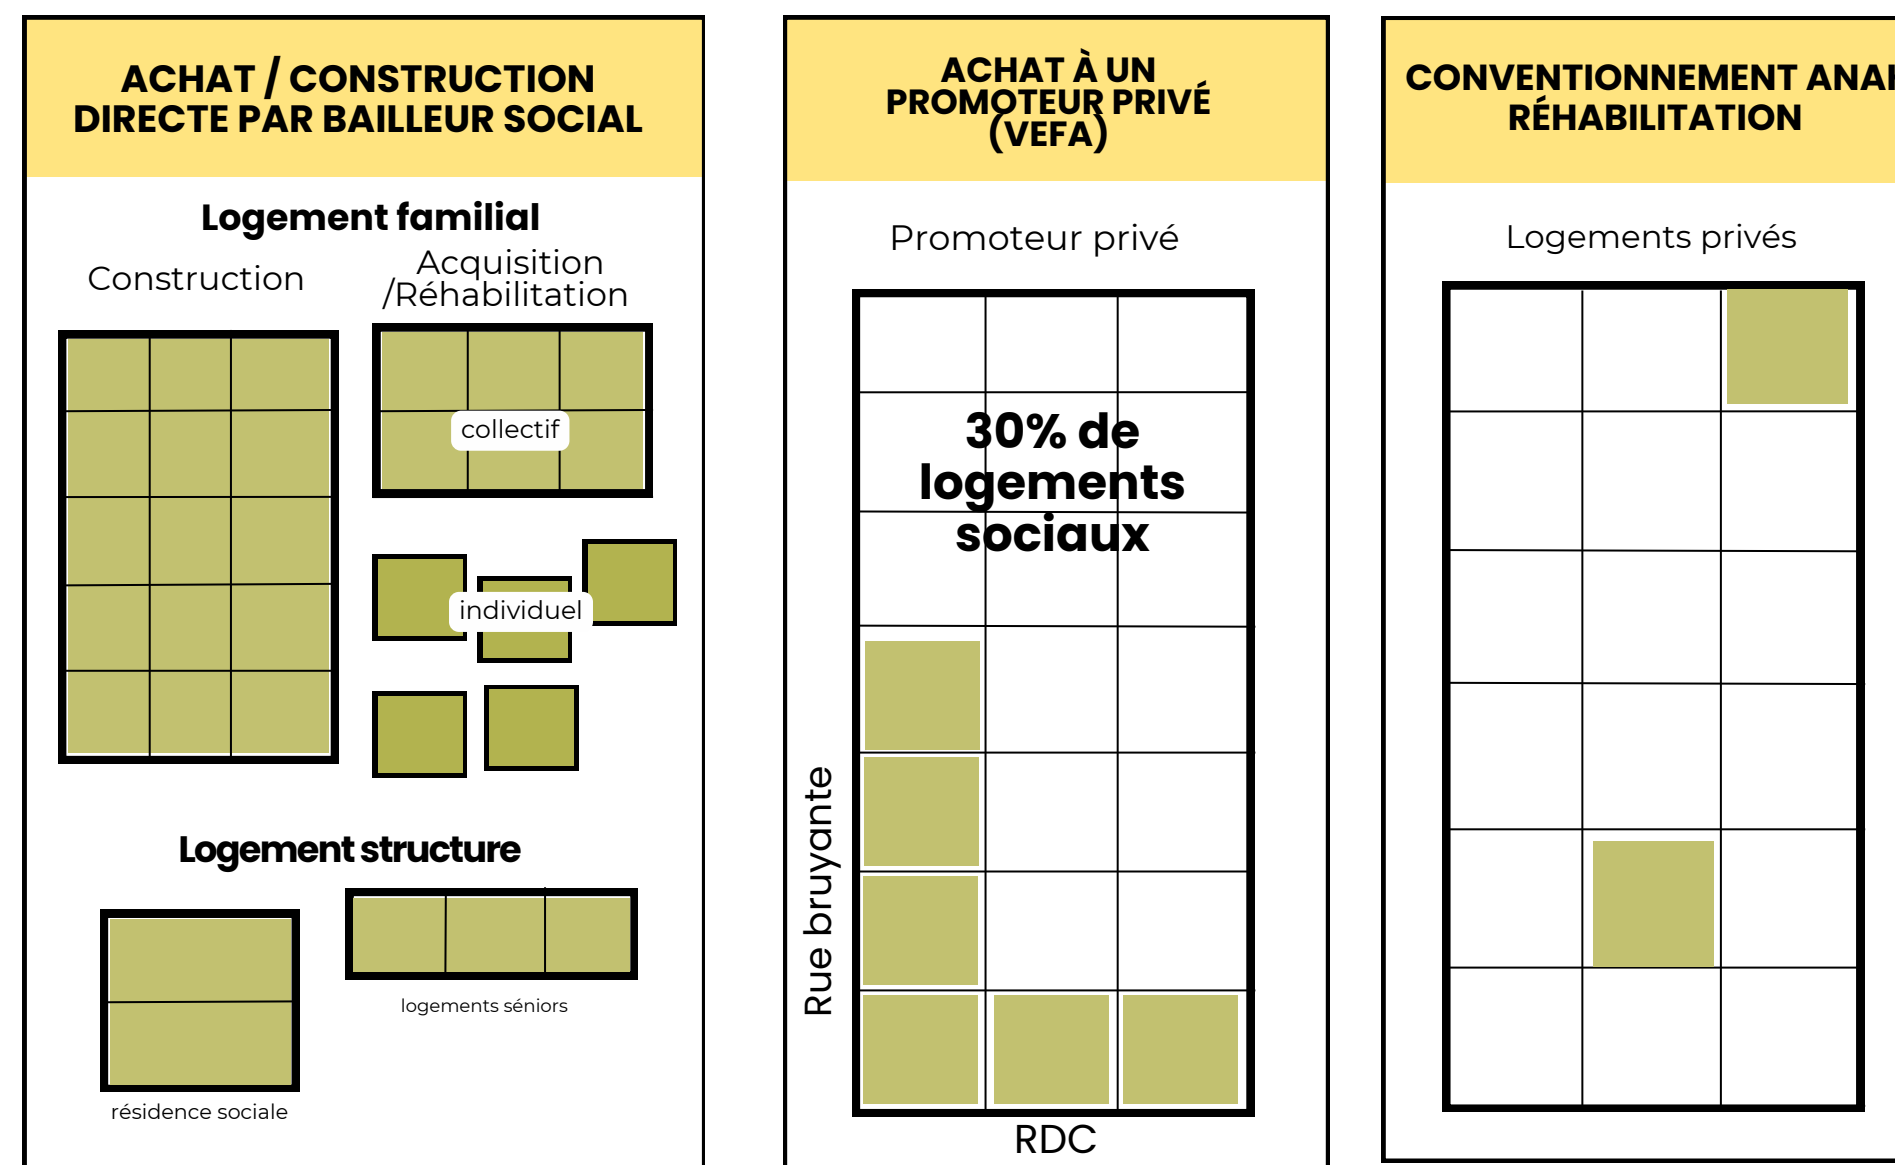 ACHAT / CONSTRUCTION
DIRECTE PAR BAILLEUR SOCIAL
Logement familial
Construction
Acquisition
/Réhabilitation
collectif
individuel
Logement structure
résidence sociale
logements séniors
ACHAT À UN
PROMOTEUR PRIVÉ
(VEFA)
Promoteur privé
30% de
logements
sociaux
Rue bruyante
RDC
CONVENTIONNEMENT
RÉHABILITATION
Logements privés